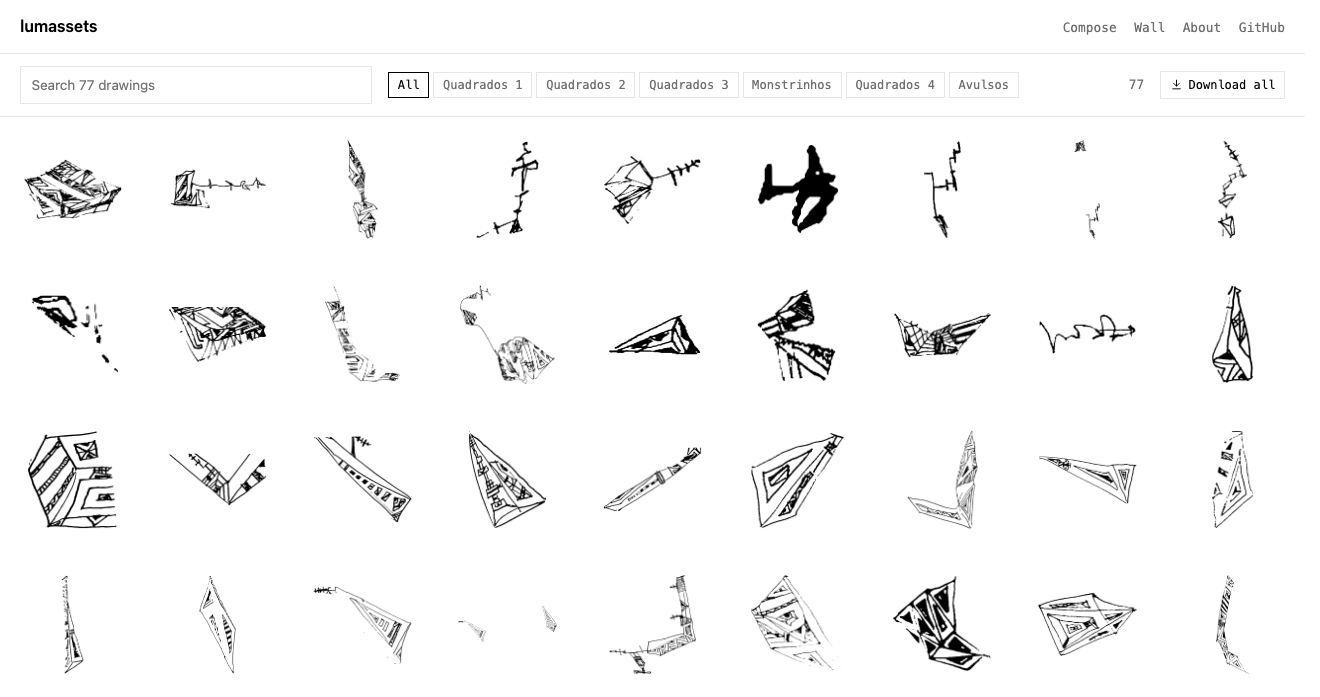 lumassets
Compose Wall About GitHub
Search 77 drawings
All Quadrados 1 Quadrados 2 Quadrados 3 Monstrinhos Quadrados 4 Avulsos
77 Download all